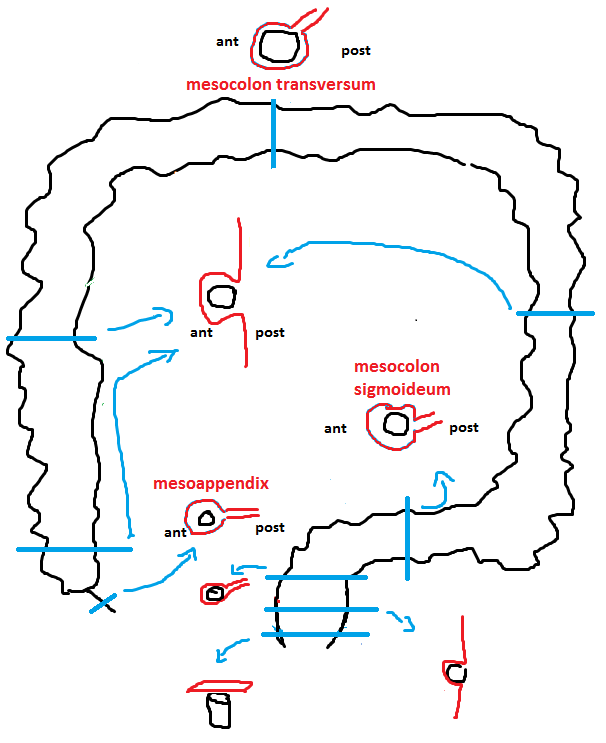 ant
post
mesocolon transversum
ant
post
mesocolon
sigmoideum
ant
post
mesoappendix
ant
post